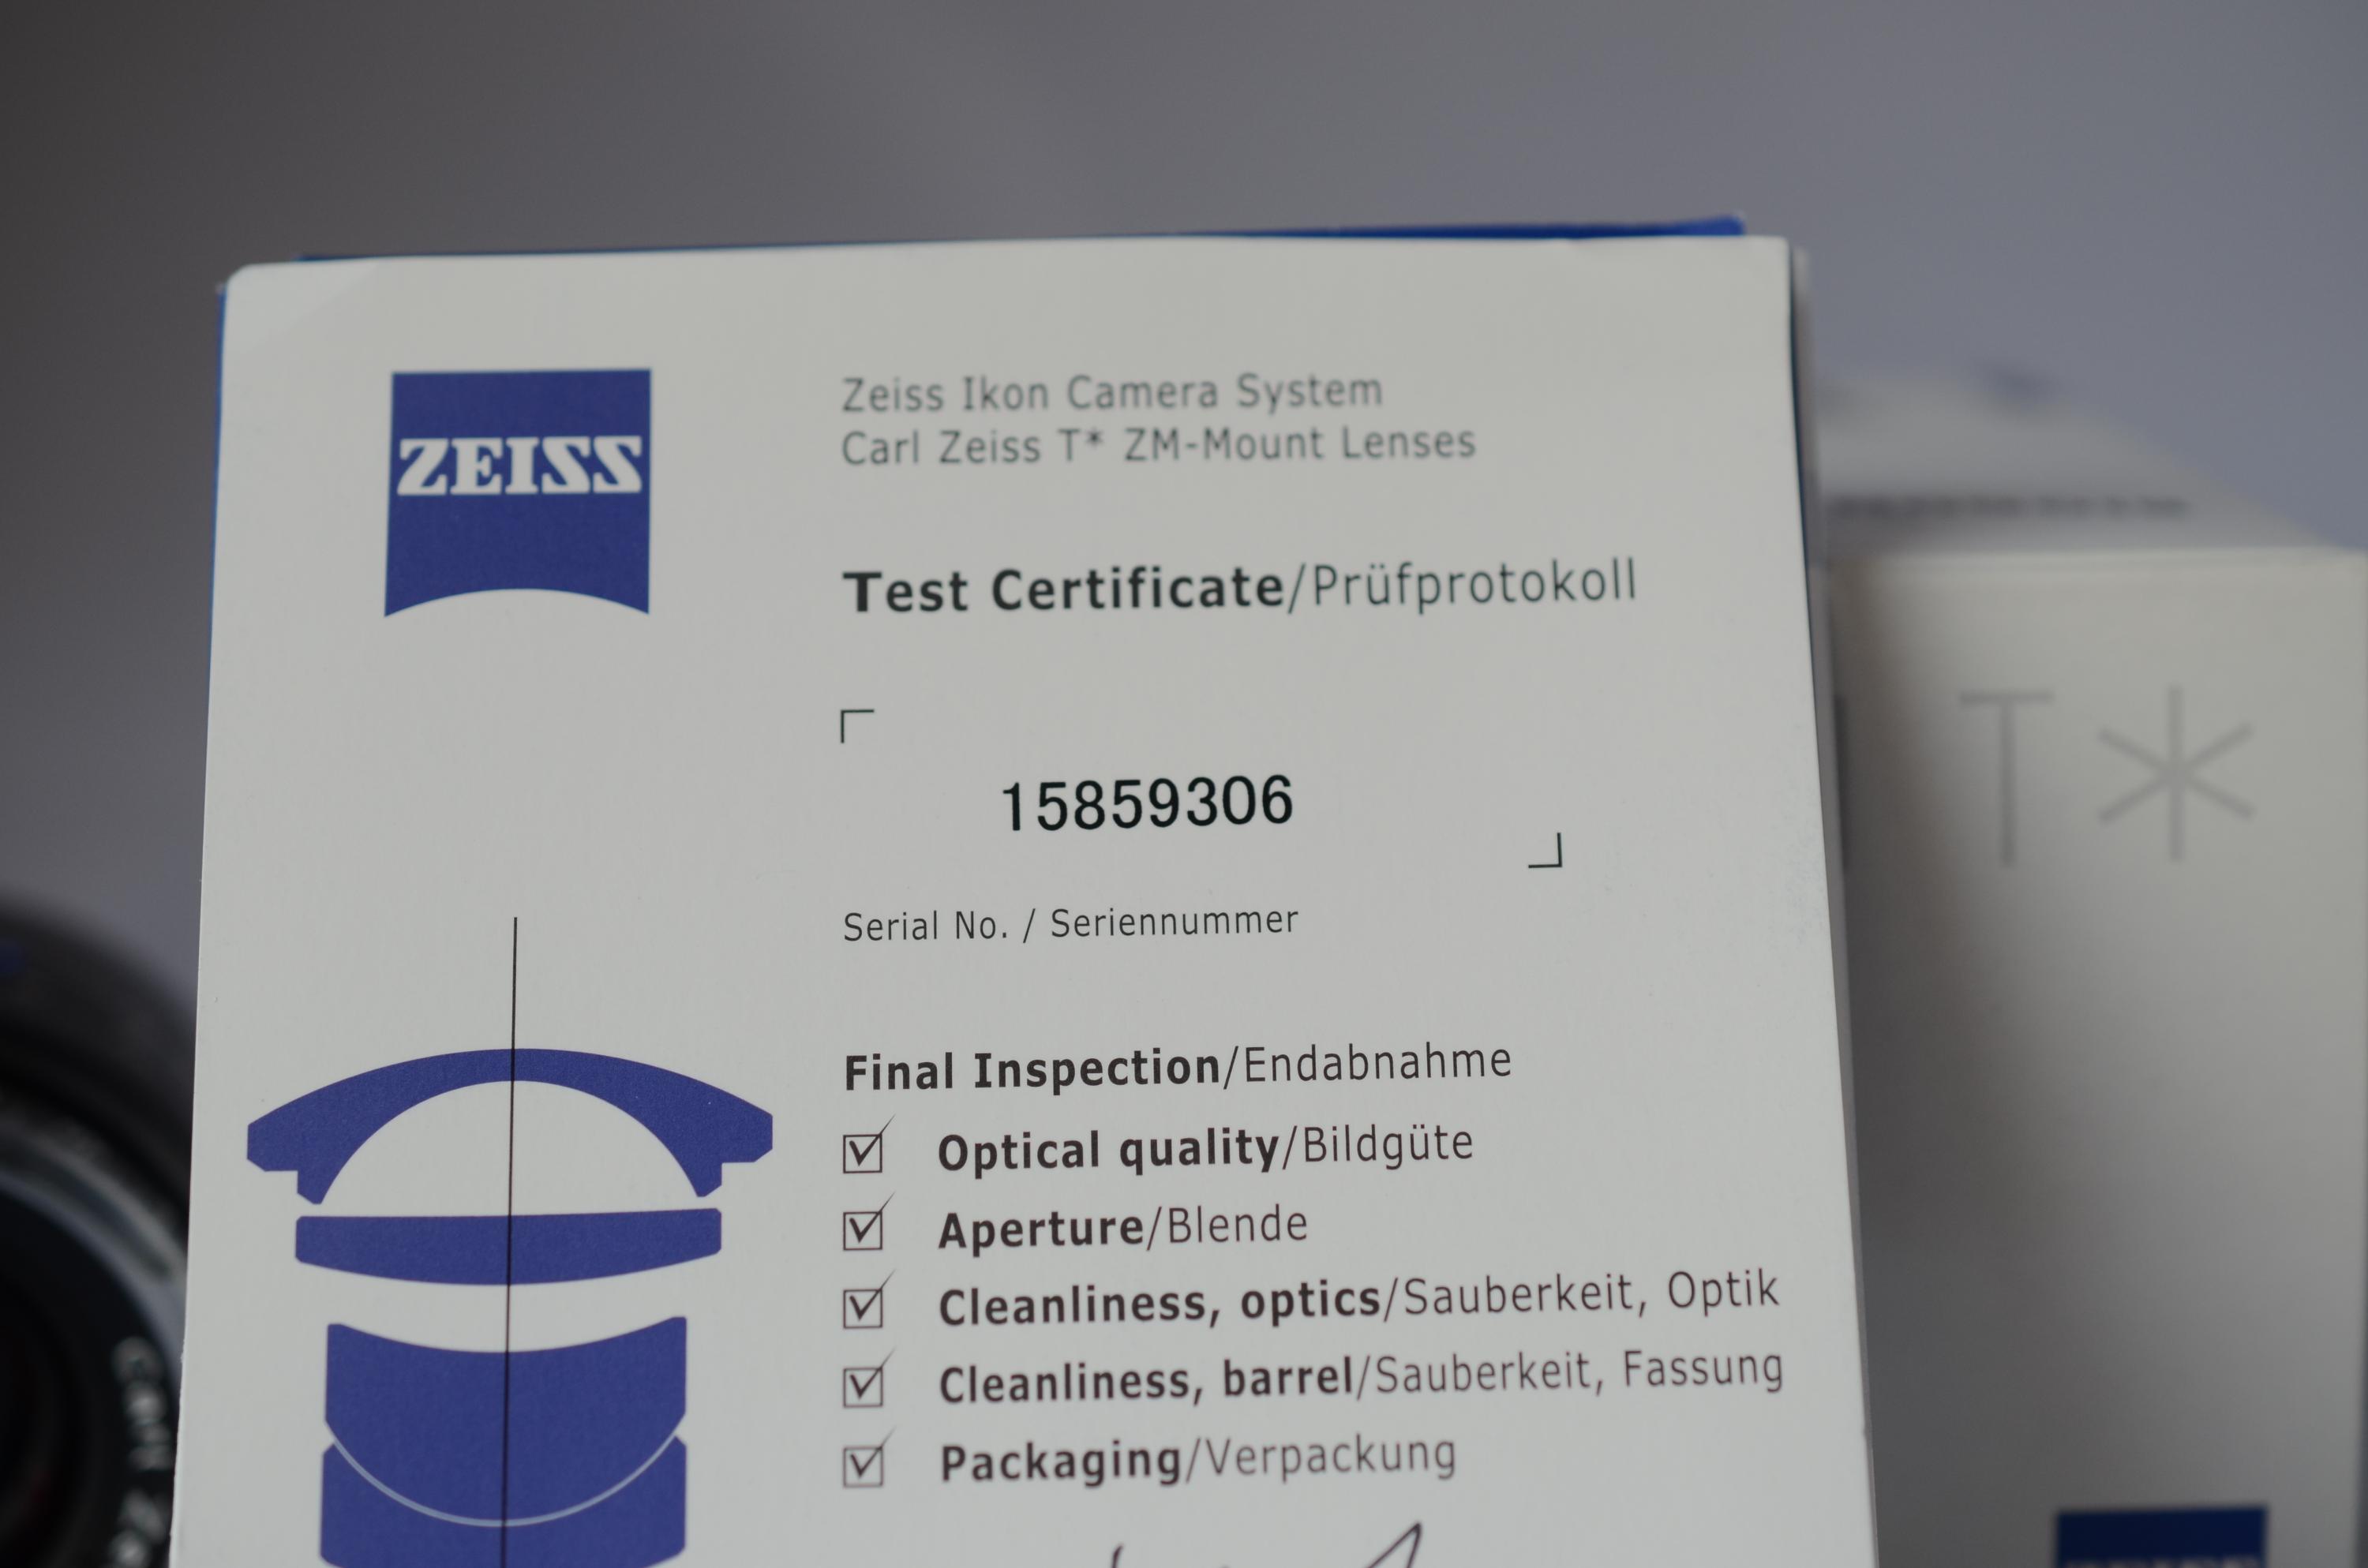 ZEISS
Zeiss Ikon Camera System
Carl Zeiss T* ZM-Mount Lenses
Test Certificate/Prüfprotokoll
15859306
Serial No. / Seriennummer
Final Inspection/Endabnahme
Optical quality/Bildgüte
Aperture/Blende
Cleanliness, optics/Sauberkeit, Optik
Cleanliness, barrel/Sauberkeit, Fassung
Packaging/Verpackung
T*